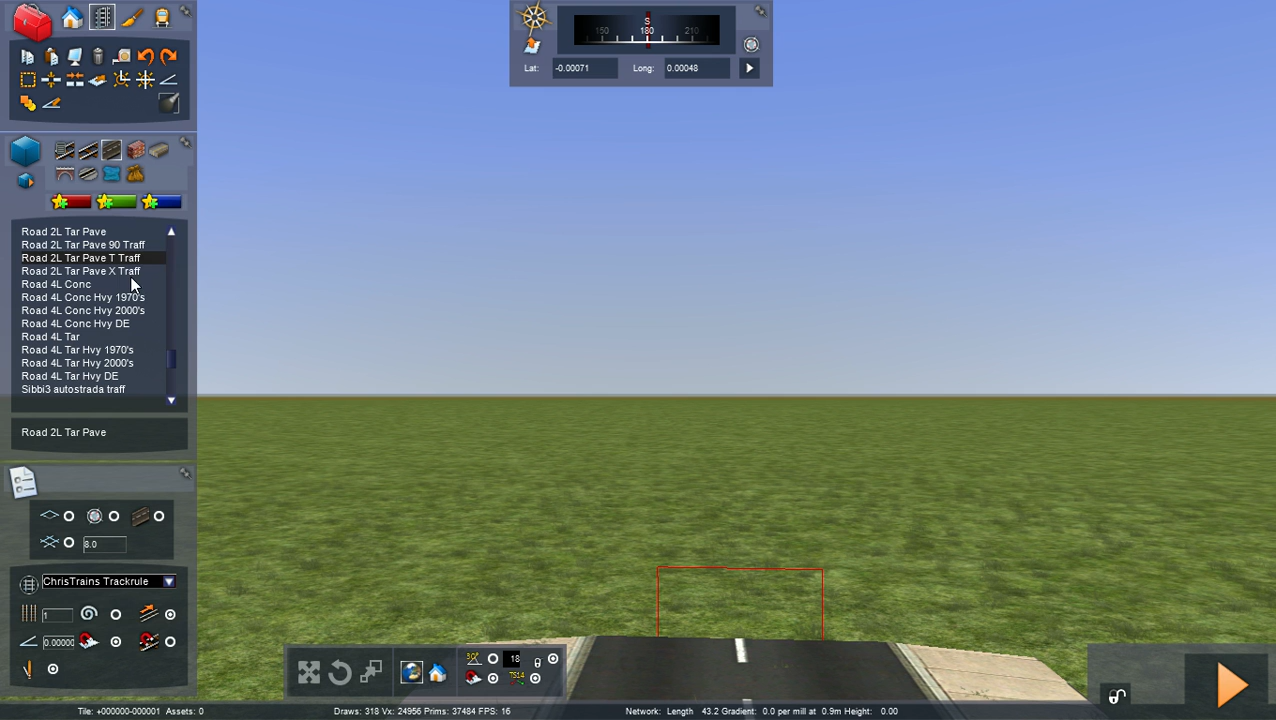 S
150 180 210
Lat: -0.00071 Long: 0.00048
Road 2L Tar Pave
Road 2L Tar Pave 90 Traff
Road 2L Tar Pave T Traff
Road 2L Tar Pave X Traff
Road 4L Conc
Road 4L Conc Hvy 1970's
Road 4L Conc Hvy 2000's
Road 4L Conc Hvy DE
Road 4L Tar
Road 4L Tar Hvy 1970's
Road 4L Tar Hvy 2000's
Road 4L Tar Hvy DE
Sibbi3 autostrada traff
Road 2L Tar Pave
8.0
ChrisTrains Trackrule
1
0.00000
18
TS14
Tile: +000000-000001 Assets: 0 Draws: 318 Vx: 24956 Prims: 37484 FPS: 16 Network: Length 43.2 Gradient: 0.0 per mill at 0.9m Height: 0.00